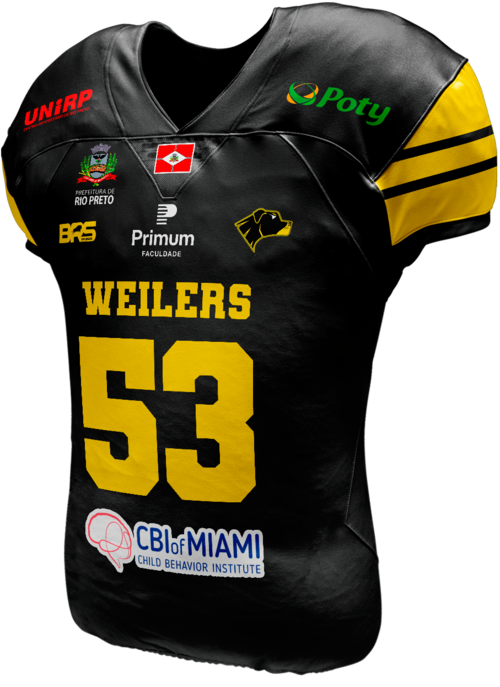 UNIRP
Poty
PREFEITURA DE
RIO PRETO
BRS
Primum
FACULDADE
WEILERS
53
CBI of MIAMI
CHILD BEHAVIOR INSTITUTE